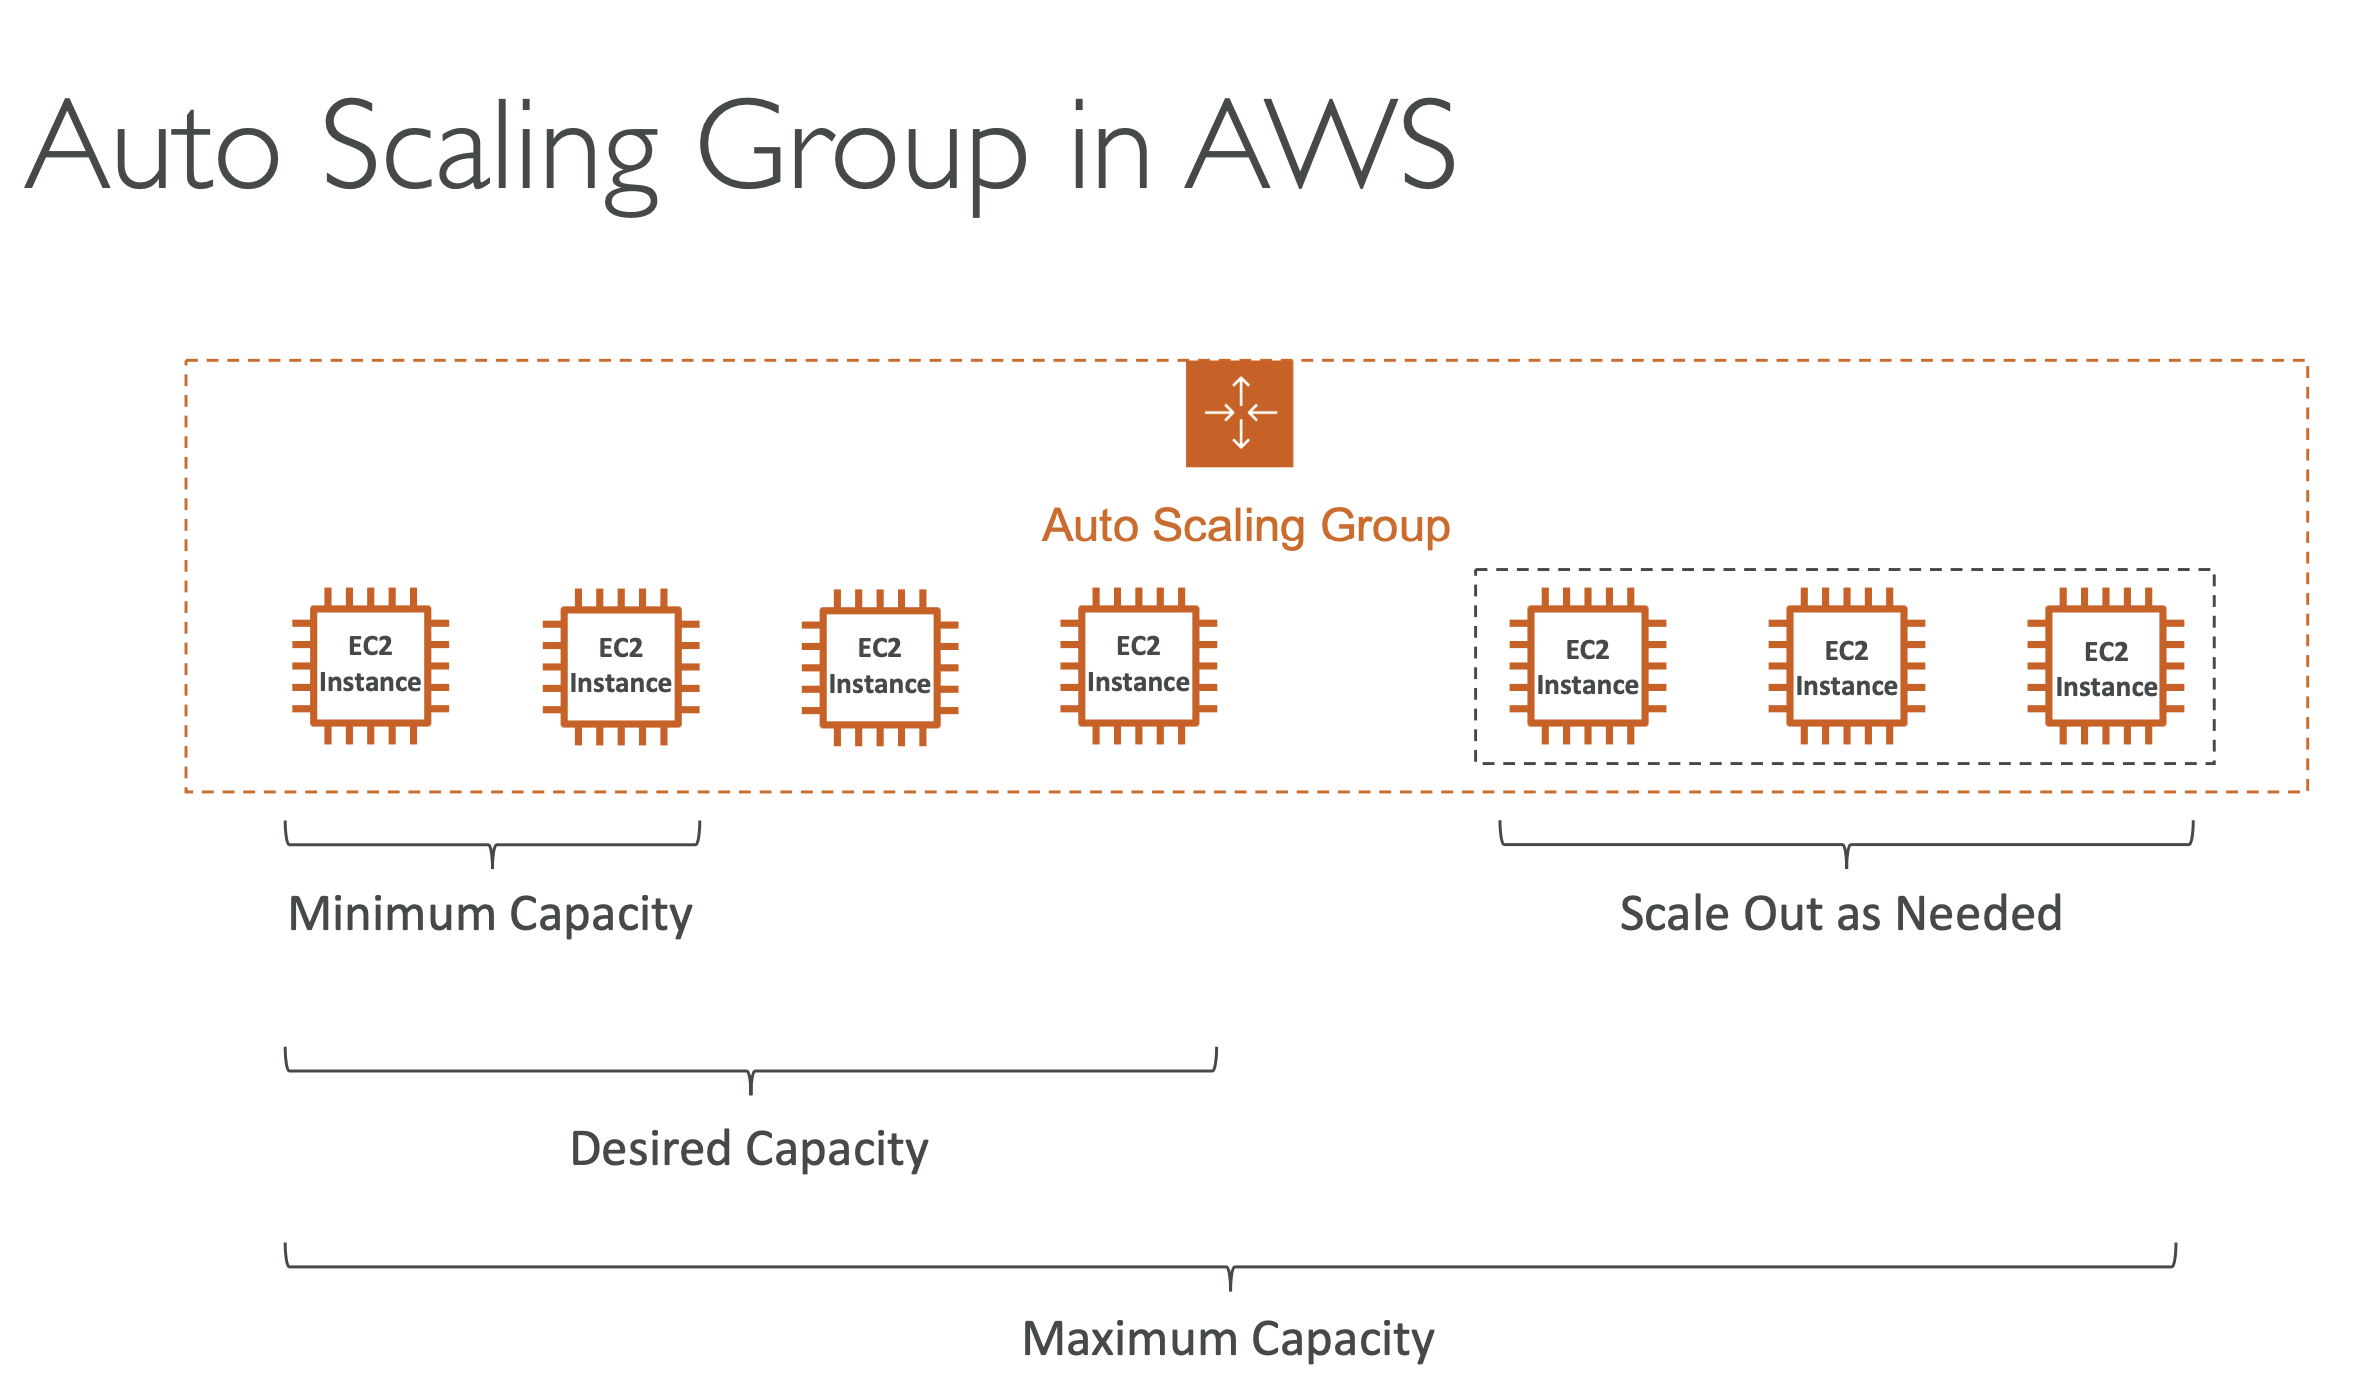 Auto Scaling Group in AWS
Auto Scaling Group
EC2
Instance
EC2
Instance
EC2
Instance
EC2
Instance
EC2
Instance
EC2
Instance
EC2
Instance
Minimum Capacity
Scale Out as Needed
Desired Capacity
Maximum Capacity